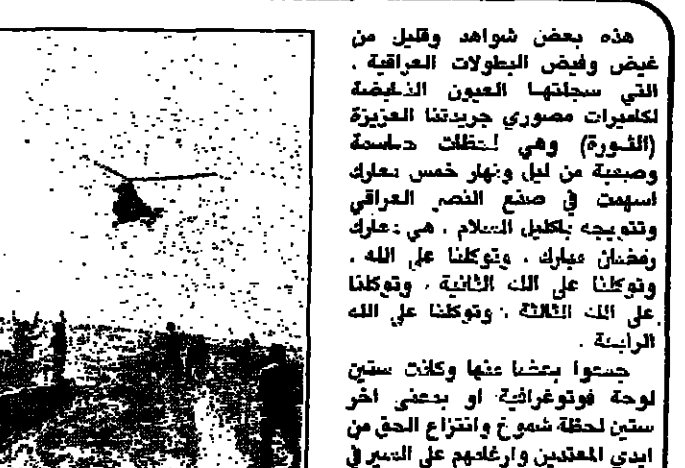 هذه بعض شواهد وقليل من
غيض وفيض البطولات العراقية .
التي سجلتها العيون النابضة
لكاميرات مصوري جريدتنا العزيزة
(الثورة) وهي لحظات حاسمة
وصعبة من ليل ونهار خمس معارك
اسهمت في صنع النصر العراقي
وتتويجه باكليل السلام . هي معارك
رمضان مبارك . وتوكلنا على الله .
وتوكلنا على الله الثانية . وتوكلنا
على الله الثالثة . وتوكلنا على الله
الرابعة .
جمعوا بعضا منها وكانت ستين
لوحة فوتوغرافية او بمعنى اخر
ستين لحظة شموخ وانتزاع الحق من
ايدي المعتدين وارغامهم على السير في